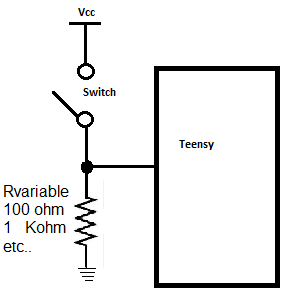 Vcc
Switch
Teensy
Rvariable
100 ohm
1 Kohm
etc..